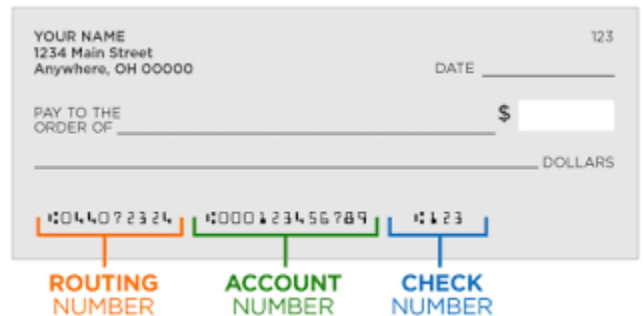 YOUR NAME 123
1234 Main Street
Anywhere, OH 00000 DATE
PAY TO THE
ORDER OF $
DOLLARS
⑆044072324 ⑆000123456789 ⑆123
ROUTING ACCOUNT CHECK
NUMBER NUMBER NUMBER